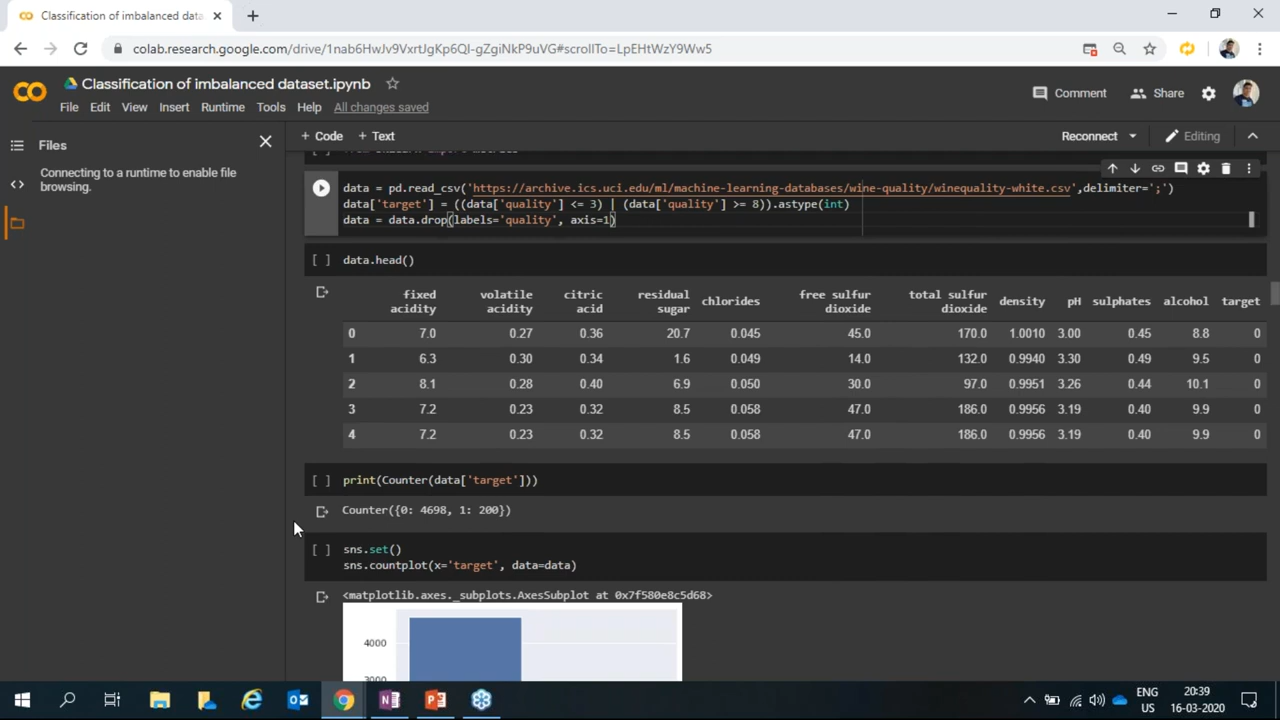 Classification of imbalanced data
colab.research.google.com/drive/1nab6HwJv9VxrtJgKp6QI-gZgiNkP9uVG#scrollTo=LpEHtWzY9Ww5
Classification of imbalanced dataset.ipynb
Comment
Share
File Edit View Insert Runtime Tools Help All changes saved
Files
+ Code + Text
Reconnect
Editing
Connecting to a runtime to enable file
browsing.
data = pd.read_csv('https://archive.ics.uci.edu/ml/machine-learning-databases/wine-quality/winequality-white.csv',delimiter=';')
data['target'] = ((data['quality'] <= 3) | (data['quality'] >= 8)).astype(int)
data = data.drop(labels='quality', axis=1)
[ ] data.head()
fixed acidity volatile acidity citric acid residual sugar chlorides free sulfur dioxide total sulfur dioxide density pH sulphates alcohol target
0 7.0 0.27 0.36 20.7 0.045 45.0 170.0 1.0010 3.00 0.45 8.8 0
1 6.3 0.30 0.34 1.6 0.049 14.0 132.0 0.9940 3.30 0.49 9.5 0
2 8.1 0.28 0.40 6.9 0.050 30.0 97.0 0.9951 3.26 0.44 10.1 0
3 7.2 0.23 0.32 8.5 0.058 47.0 186.0 0.9956 3.19 0.40 9.9 0
4 7.2 0.23 0.32 8.5 0.058 47.0 186.0 0.9956 3.19 0.40 9.9 0
[ ] print(Counter(data['target']))
Counter({0: 4698, 1: 200})
[ ] sns.set()
sns.countplot(x='target', data=data)
<matplotlib.axes._subplots.AxesSubplot at 0x7f580e8c5d68>
4000
3000
ENG
US
20:39
16-03-2020